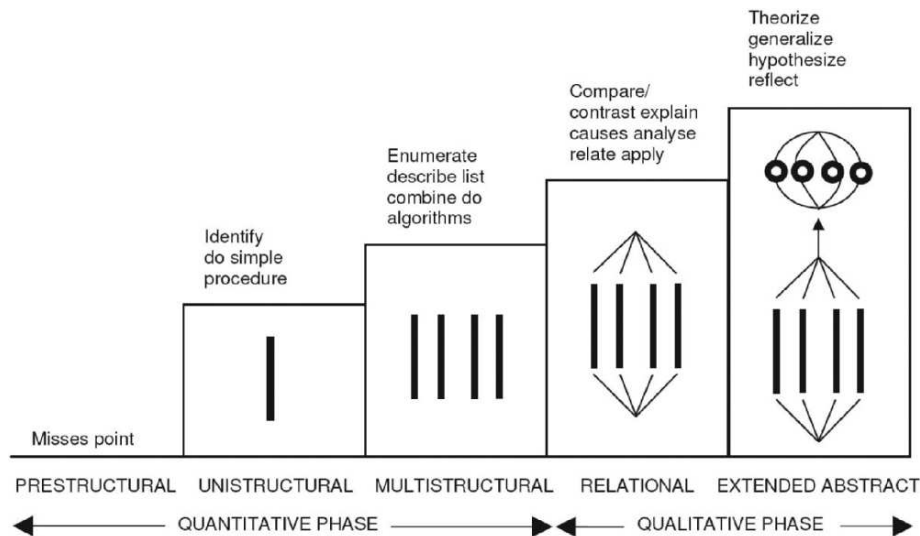 Theorize
generalize
hypothesize
reflect
Compare/
contrast explain
causes analyse
relate apply
Enumerate
describe list
combine do
algorithms
Identify
do simple
procedure
Misses point
PRESTRUCTURAL
UNISTRUCTURAL
MULTISTRUCTURAL
RELATIONAL
EXTENDED ABSTRACT
QUANTITATIVE PHASE
QUALITATIVE PHASE